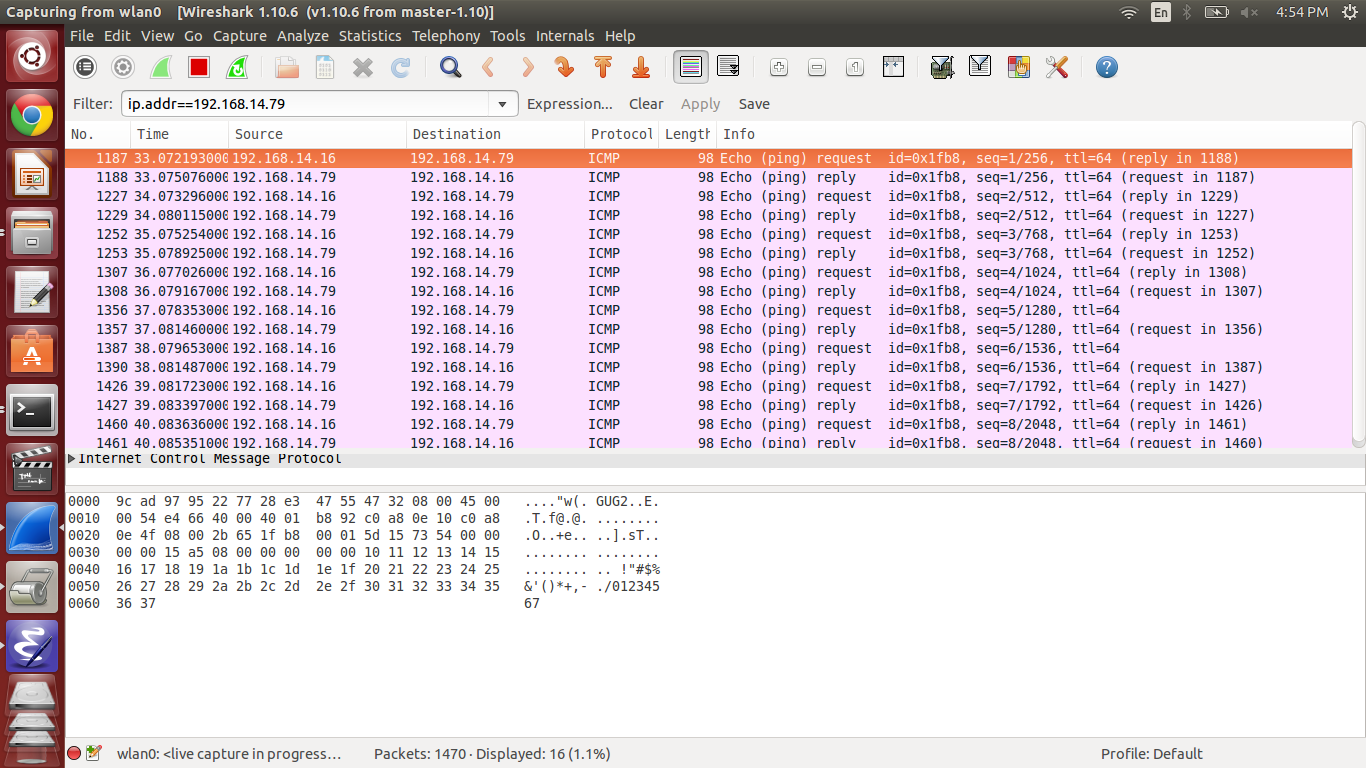 Capturing from wlan0 [Wireshark 1.10.6 (v1.10.6 from master-1.10)] En 4:54 PM
File Edit View Go Capture Analyze Statistics Telephony Tools Internals Help
Filter: ip.addr==192.168.14.79 Expression... Clear Apply Save
No. Time Source Destination Protocol Length Info
1187 33.072193000 192.168.14.16 192.168.14.79 ICMP 98 Echo (ping) request id=0x1fb8, seq=1/256, ttl=64 (reply in 1188)
1188 33.075076000 192.168.14.79 192.168.14.16 ICMP 98 Echo (ping) reply id=0x1fb8, seq=1/256, ttl=64 (request in 1187)
1227 34.073296000 192.168.14.16 192.168.14.79 ICMP 98 Echo (ping) request id=0x1fb8, seq=2/512, ttl=64 (reply in 1229)
1229 34.080115000 192.168.14.79 192.168.14.16 ICMP 98 Echo (ping) reply id=0x1fb8, seq=2/512, ttl=64 (request in 1227)
1252 35.075254000 192.168.14.16 192.168.14.79 ICMP 98 Echo (ping) request id=0x1fb8, seq=3/768, ttl=64 (reply in 1253)
1253 35.078925000 192.168.14.79 192.168.14.16 ICMP 98 Echo (ping) reply id=0x1fb8, seq=3/768, ttl=64 (request in 1252)
1307 36.077026000 192.168.14.16 192.168.14.79 ICMP 98 Echo (ping) request id=0x1fb8, seq=4/1024, ttl=64 (reply in 1308)
1308 36.079167000 192.168.14.79 192.168.14.16 ICMP 98 Echo (ping) reply id=0x1fb8, seq=4/1024, ttl=64 (request in 1307)
1356 37.078353000 192.168.14.16 192.168.14.79 ICMP 98 Echo (ping) request id=0x1fb8, seq=5/1280, ttl=64
1357 37.081460000 192.168.14.79 192.168.14.16 ICMP 98 Echo (ping) reply id=0x1fb8, seq=5/1280, ttl=64 (request in 1356)
1387 38.079653000 192.168.14.16 192.168.14.79 ICMP 98 Echo (ping) request id=0x1fb8, seq=6/1536, ttl=64
1390 38.081487000 192.168.14.79 192.168.14.16 ICMP 98 Echo (ping) reply id=0x1fb8, seq=6/1536, ttl=64 (request in 1387)
1426 39.081723000 192.168.14.16 192.168.14.79 ICMP 98 Echo (ping) request id=0x1fb8, seq=7/1792, ttl=64 (reply in 1427)
1427 39.083397000 192.168.14.79 192.168.14.16 ICMP 98 Echo (ping) reply id=0x1fb8, seq=7/1792, ttl=64 (request in 1426)
1460 40.083636000 192.168.14.16 192.168.14.79 ICMP 98 Echo (ping) request id=0x1fb8, seq=8/2048, ttl=64 (reply in 1461)
1461 40.085351000 192.168.14.79 192.168.14.16 ICMP 98 Echo (ping) reply id=0x1fb8, seq=8/2048, ttl=64 (request in 1460)
Internet Control Message Protocol
0000 9c ad 97 95 22 77 28 e3 47 55 47 32 08 00 45 00 ...."w(. GUG2..E.
0010 00 54 e4 66 40 00 40 01 b8 92 c0 a8 0e 10 c0 a8 .T.f@.@. ........
0020 0e 4f 08 00 2b 65 1f b8 00 01 5d 15 73 54 00 00 .O..+e.. ..].sT..
0030 00 00 15 a5 08 00 00 00 00 00 10 11 12 13 14 15 ........ ........
0040 16 17 18 19 1a 1b 1c 1d 1e 1f 20 21 22 23 24 25 ........ .. !"#$%
0050 26 27 28 29 2a 2b 2c 2d 2e 2f 30 31 32 33 34 35 &'()*+,- ./012345
0060 36 37 67
wlan0: <live capture in progress... Packets: 1470 · Displayed: 16 (1.1%) Profile: Default